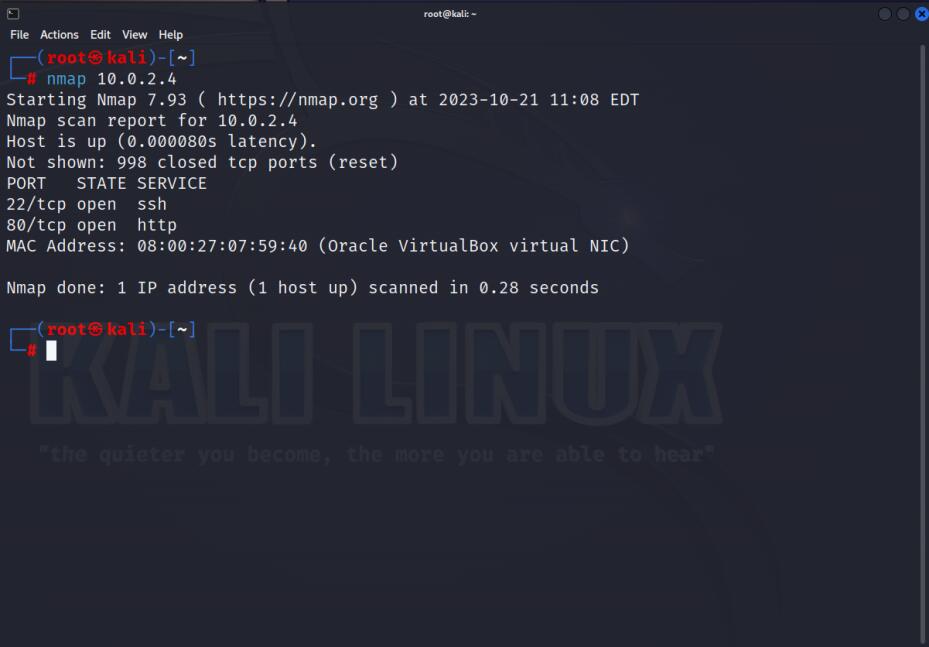 root@kali: ~
File Actions Edit View Help
┌──(root㉿kali)-[~]
└─# nmap 10.0.2.4
Starting Nmap 7.93 ( https://nmap.org ) at 2023-10-21 11:08 EDT
Nmap scan report for 10.0.2.4
Host is up (0.000080s latency).
Not shown: 998 closed tcp ports (reset)
PORT   STATE SERVICE
22/tcp open  ssh
80/tcp open  http
MAC Address: 08:00:27:07:59:40 (Oracle VirtualBox virtual NIC)
Nmap done: 1 IP address (1 host up) scanned in 0.28 seconds
┌──(root㉿kali)-[~]
└─#
KALI LINUX
"the quieter you become, the more you are able to hear"